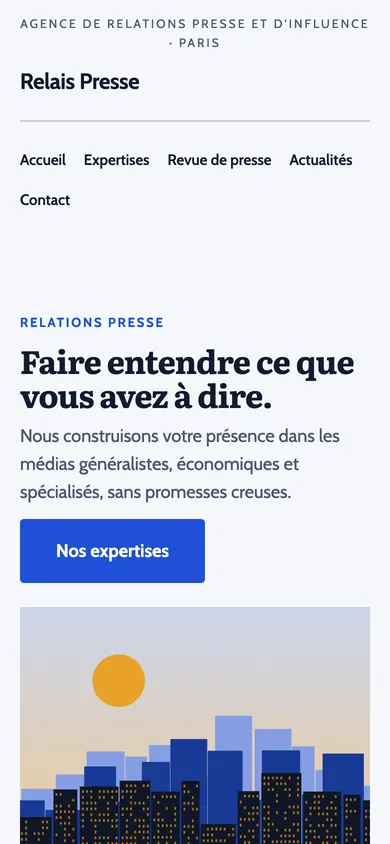 AGENCE DE RELATIONS PRESSE ET D'INFLUENCE
· PARIS
Relais Presse
Accueil Expertises Revue de presse Actualités
Contact
RELATIONS PRESSE
Faire entendre ce que
vous avez à dire.
Nous construisons votre présence dans les
médias généralistes, économiques et
spécialisés, sans promesses creuses.
Nos expertises